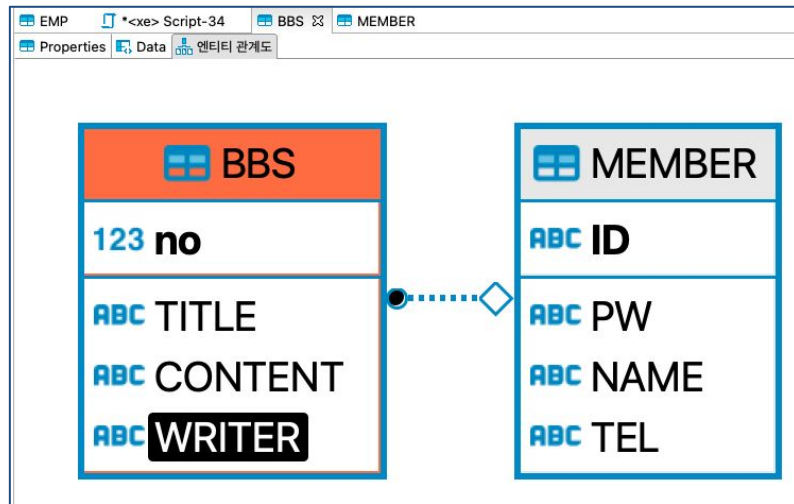 EMP *<xe> Script-34 BBS MEMBER
Properties Data 엔티티 관계도
BBS
123 no
ABC TITLE
ABC CONTENT
ABC WRITER
MEMBER
ABC ID
ABC PW
ABC NAME
ABC TEL